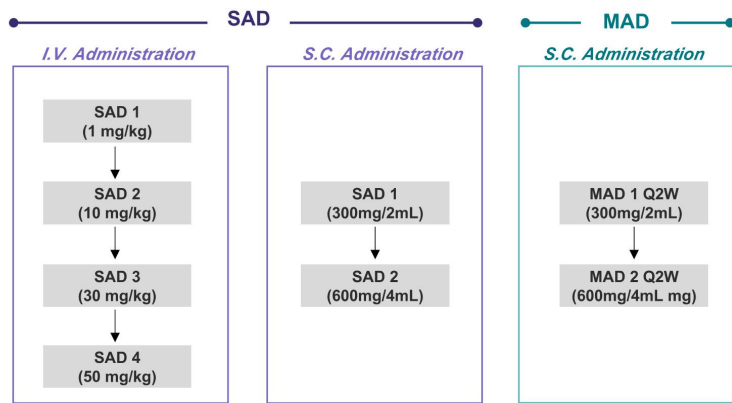 SAD
MAD
I.V. Administration
S.C. Administration
S.C. Administration
SAD 1
(1 mg/kg)
SAD 2
(10 mg/kg)
SAD 3
(30 mg/kg)
SAD 4
(50 mg/kg)
SAD 1
(300mg/2mL)
SAD 2
(600mg/4mL)
MAD 1 Q2W
(300mg/2mL)
MAD 2 Q2W
(600mg/4mL mg)